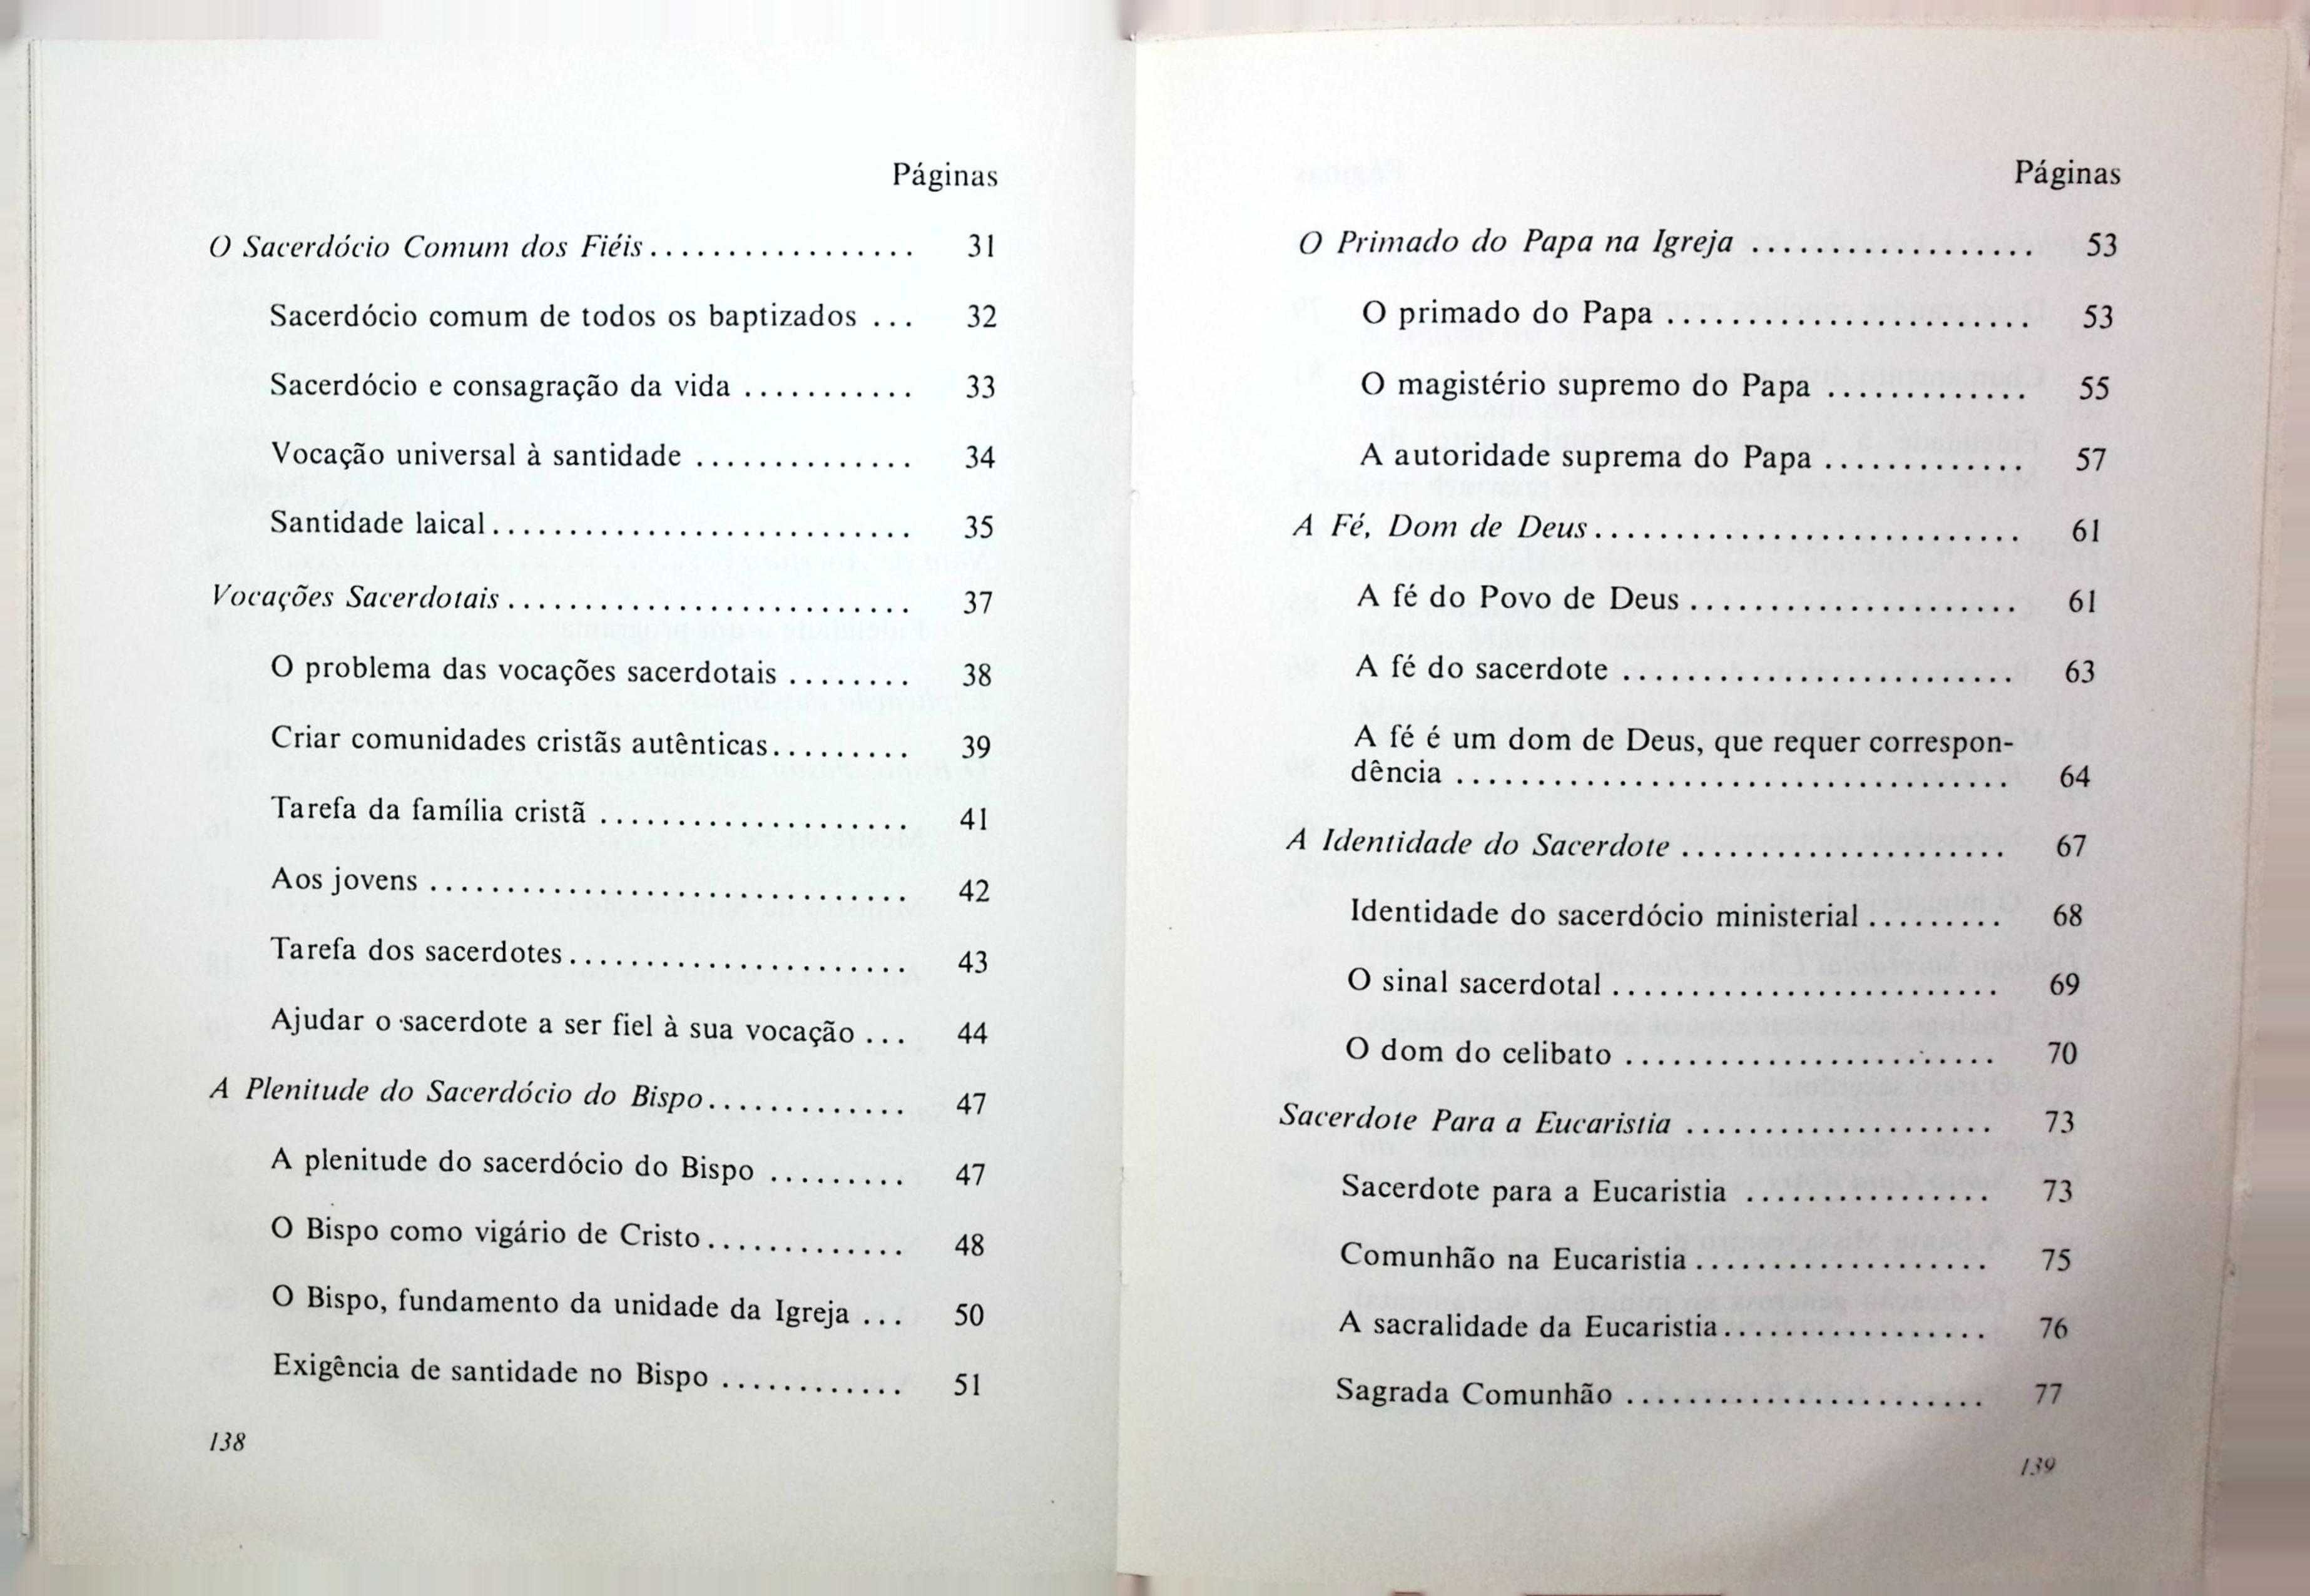 Páginas
O Sacerdócio Comum dos Fiéis................. 31
Sacerdócio comum de todos os baptizados ... 32
Sacerdócio e consagração da vida ........... 33
Vocação universal à santidade .............. 34
Santidade laical........................... 35
Vocações Sacerdotais.......................... 37
O problema das vocações sacerdotais ........ 38
Criar comunidades cristãs autênticas......... 39
Tarefa da família cristã .................... 41
Aos jovens ............................... 42
Tarefa dos sacerdotes...................... 43
Ajudar o sacerdote a ser fiel à sua vocação ... 44
A Plenitude do Sacerdócio do Bispo............. 47
A plenitude do sacerdócio do Bispo ......... 47
O Bispo como vigário de Cristo............. 48
O Bispo, fundamento da unidade da Igreja ... 50
Exigência de santidade no Bispo ............ 51
138
Páginas
O Primado do Papa na Igreja .................. 53
O primado do Papa ....................... 53
O magistério supremo do Papa ............. 55
A autoridade suprema do Papa ............. 57
A Fé, Dom de Deus........................... 61
A fé do Povo de Deus ..................... 61
A fé do sacerdote ......................... 63
A fé é um dom de Deus, que requer correspon-
dência .................................. 64
A Identidade do Sacerdote ..................... 67
Identidade do sacerdócio ministerial ......... 68
O sinal sacerdotal ......................... 69
O dom do celibato ........................ 70
Sacerdote Para a Eucaristia .................... 73
Sacerdote para a Eucaristia ................ 73
Comunhão na Eucaristia................... 75
A sacralidade da Eucaristia................. 76
Sagrada Comunhão ....................... 77
139